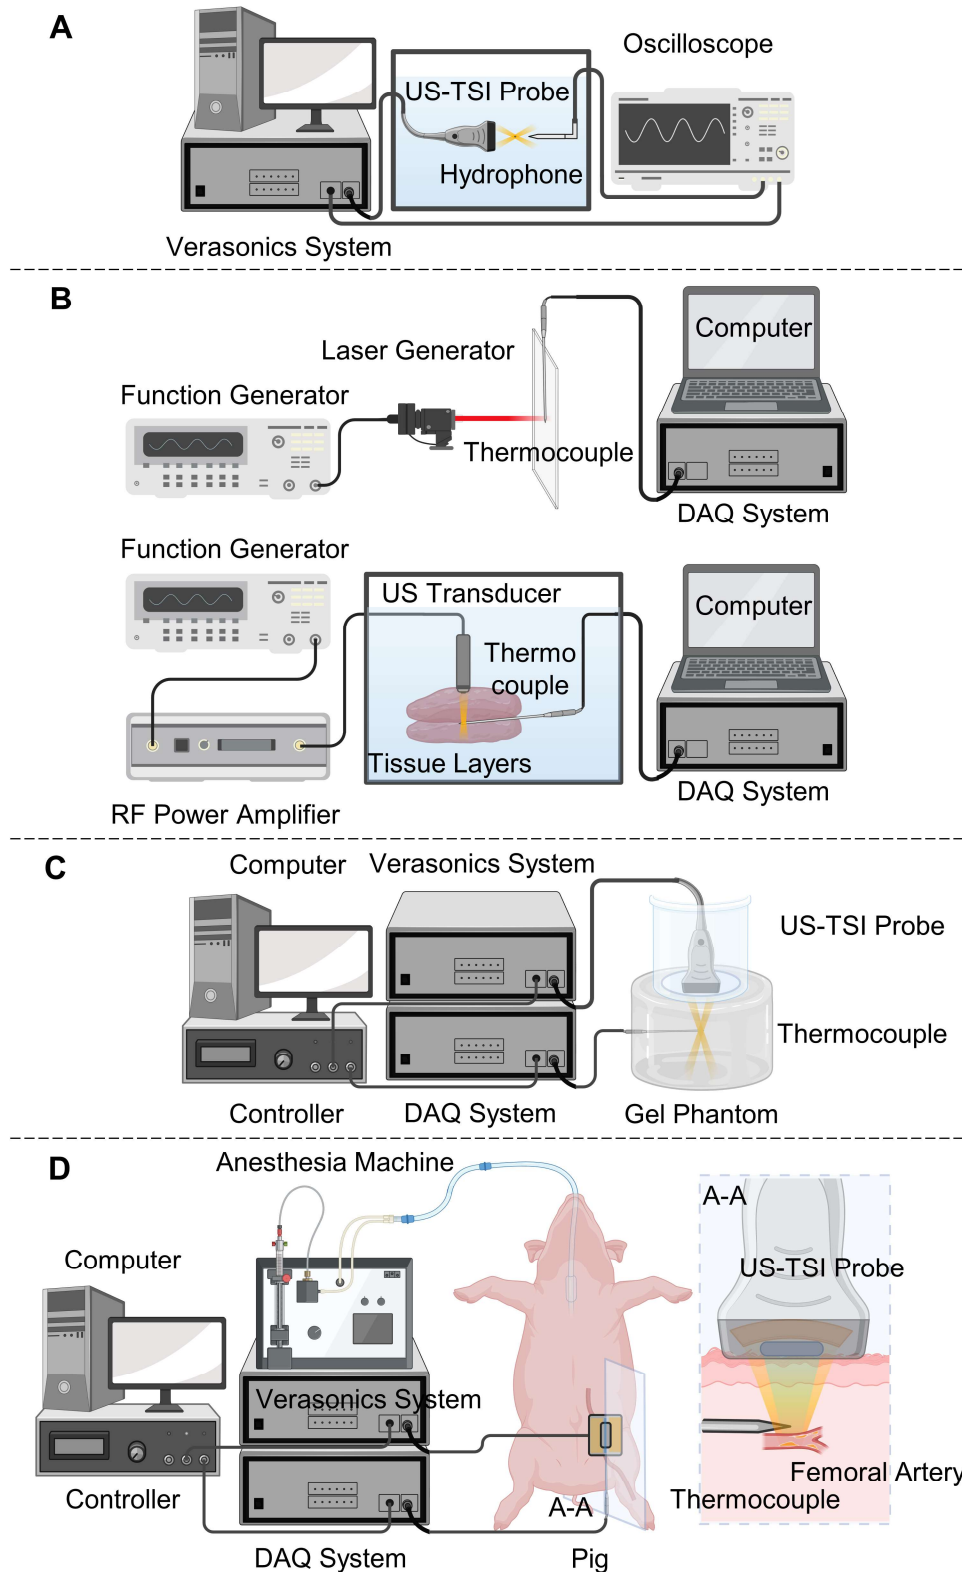 A
Oscilloscope
US-TSI Probe
Hydrophone
Verasonics System
B
Computer
Laser Generator
Function Generator
Thermocouple
DAQ System
Function Generator
US Transducer
Computer
Thermo
couple
Tissue Layers
DAQ System
RF Power Amplifier
C
Computer
Verasonics System
US-TSI Probe
Thermocouple
Controller
DAQ System
Gel Phantom
D
Anesthesia Machine
A-A
Computer
US-TSI Probe
Verasonics System
Femoral Artery
Controller
Thermocouple
A-A
DAQ System
Pig